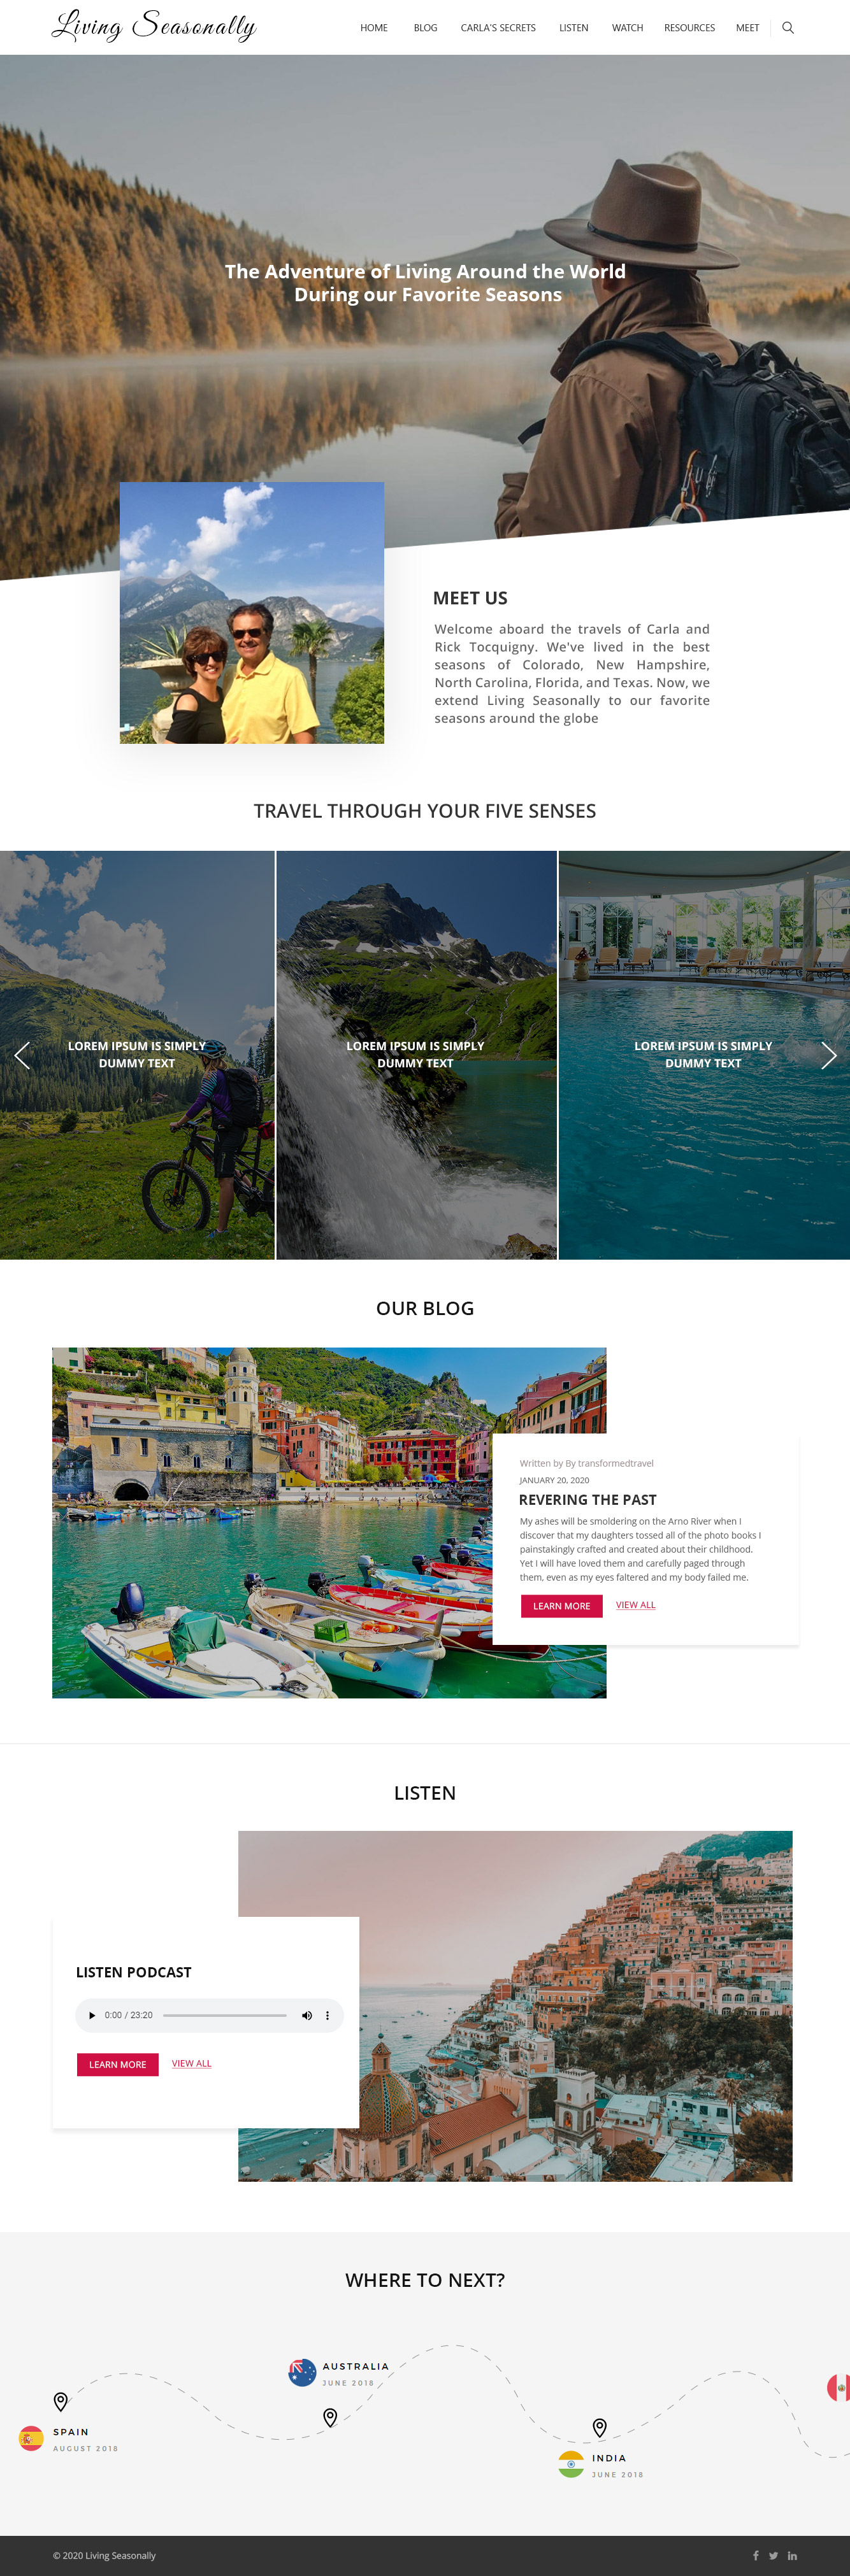 Living Seasonally
HOME BLOG CARLA'S SECRETS LISTEN WATCH RESOURCES MEET
The Adventure of Living Around the World
During our Favorite Seasons
MEET US
Welcome aboard the travels of Carla and
Rick Tocquigny. We've lived in the best
seasons of Colorado, New Hampshire,
North Carolina, Florida, and Texas. Now, we
extend Living Seasonally to our favorite
seasons around the globe
TRAVEL THROUGH YOUR FIVE SENSES
LOREM IPSUM IS SIMPLY
DUMMY TEXT
LOREM IPSUM IS SIMPLY
DUMMY TEXT
LOREM IPSUM IS SIMPLY
DUMMY TEXT
OUR BLOG
Written by By transformedtravel
JANUARY 20, 2020
REVERING THE PAST
My ashes will be smoldering on the Arno River when I
discover that my daughters tossed all of the photo books I
painstakingly crafted and created about their childhood.
Yet I will have loved them and carefully paged through
them, even as my eyes faltered and my body failed me.
LEARN MORE VIEW ALL
LISTEN
LISTEN PODCAST
0:00 / 23:20
LEARN MORE VIEW ALL
WHERE TO NEXT?
AUSTRALIA
JUNE 2018
SPAIN
AUGUST 2018
INDIA
JUNE 2018
© 2020 Living Seasonally